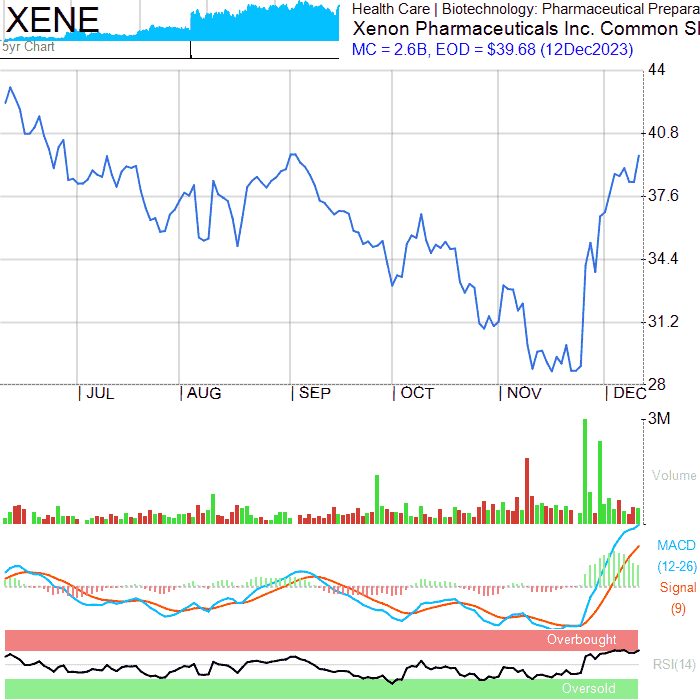 XENE
5yr Chart
Health Care | Biotechnology: Pharmaceutical Prepara
Xenon Pharmaceuticals Inc. Common S
MC = 2.6B, EOD = $39.68 (12Dec2023)
44
40.8
37.6
34.4
31.2
28
| JUL | AUG | SEP | OCT | NOV | DEC
3M
Volume
MACD
(12-26)
Signal
(9)
Overbought
RSI(14)
Oversold